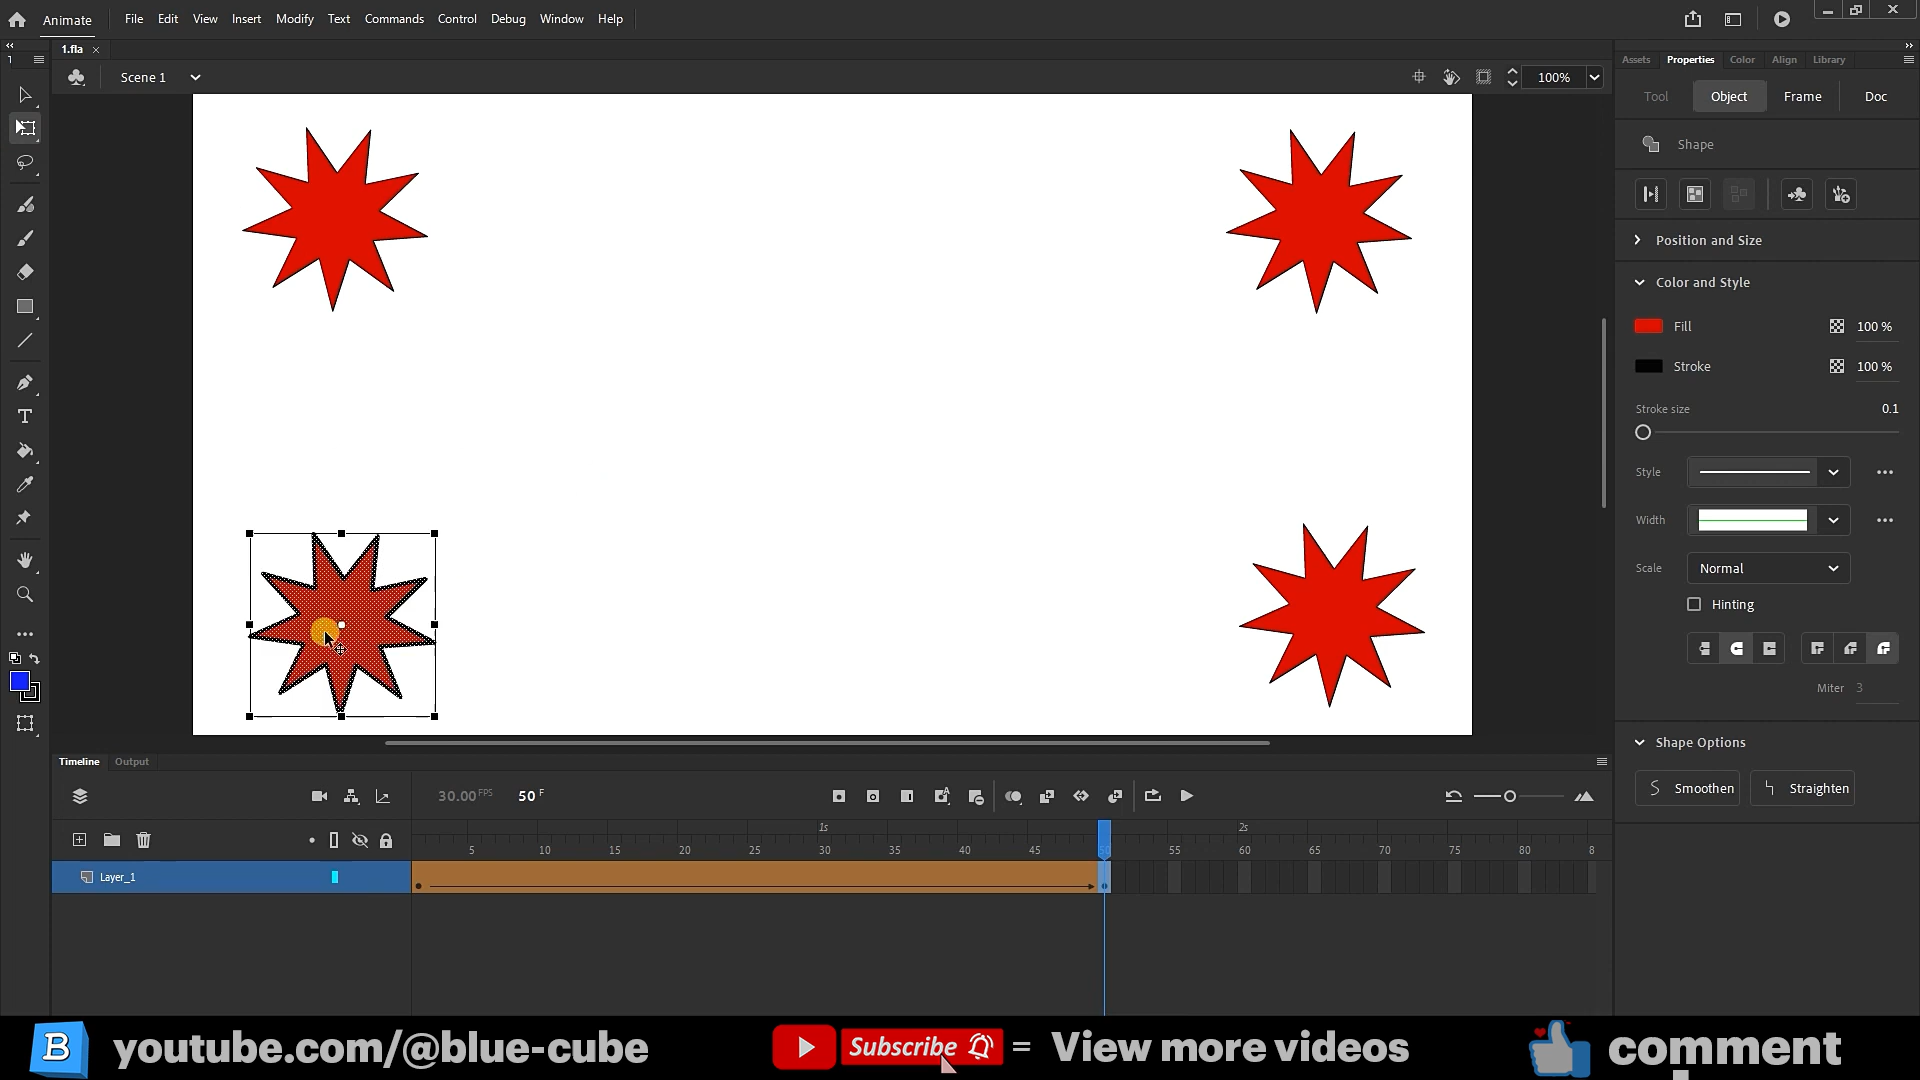 Animate File Edit View Insert Modify Text Commands Control Debug Window Help
1.fla
Scene 1
100%
Assets Properties Color Align Library
Tool Object Frame Doc
Shape
Position and Size
Color and Style
Fill 100 %
Stroke 100 %
Stroke size 0.1
Style
Width
Scale Normal
Hinting
Miter 3
Shape Options
Smoothen Straighten
Timeline Output
30.00 FPS 50 F
1s 2s
5 10 15 20 25 30 35 40 45 50 55 60 65 70 75 80 8
Layer_1
B youtube.com/@blue-cube Subscribe = View more videos comment